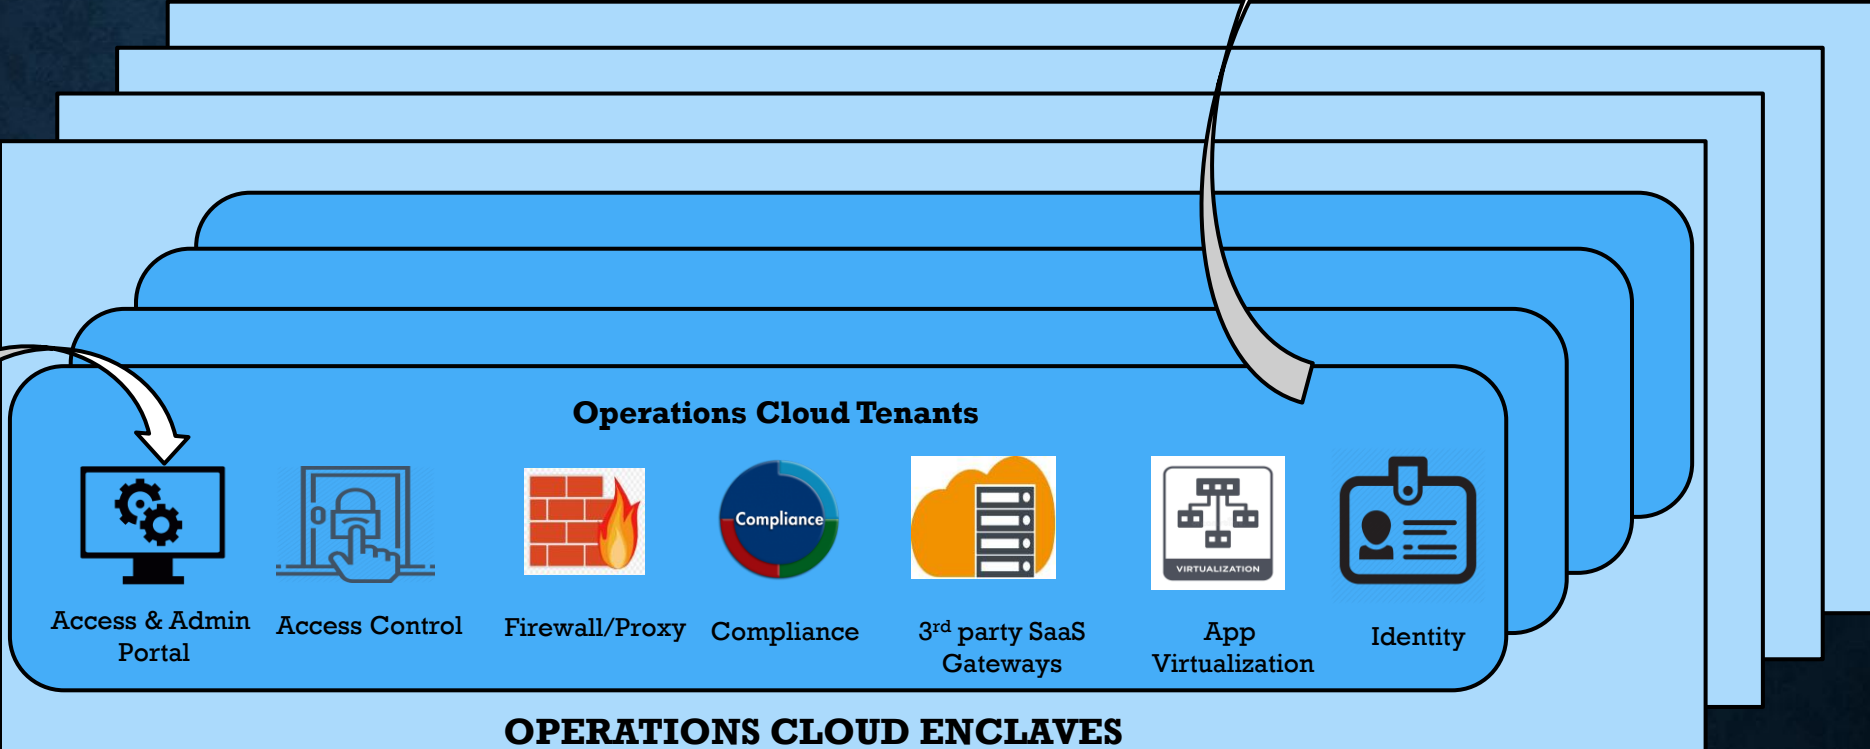 Operations Cloud Tenants
Compliance
VIRTUALIZATION
Access & Admin
Portal
Access Control
Firewall/Proxy
Compliance
3rd party SaaS
Gateways
App
Virtualization
Identity
OPERATIONS CLOUD ENCLAVES